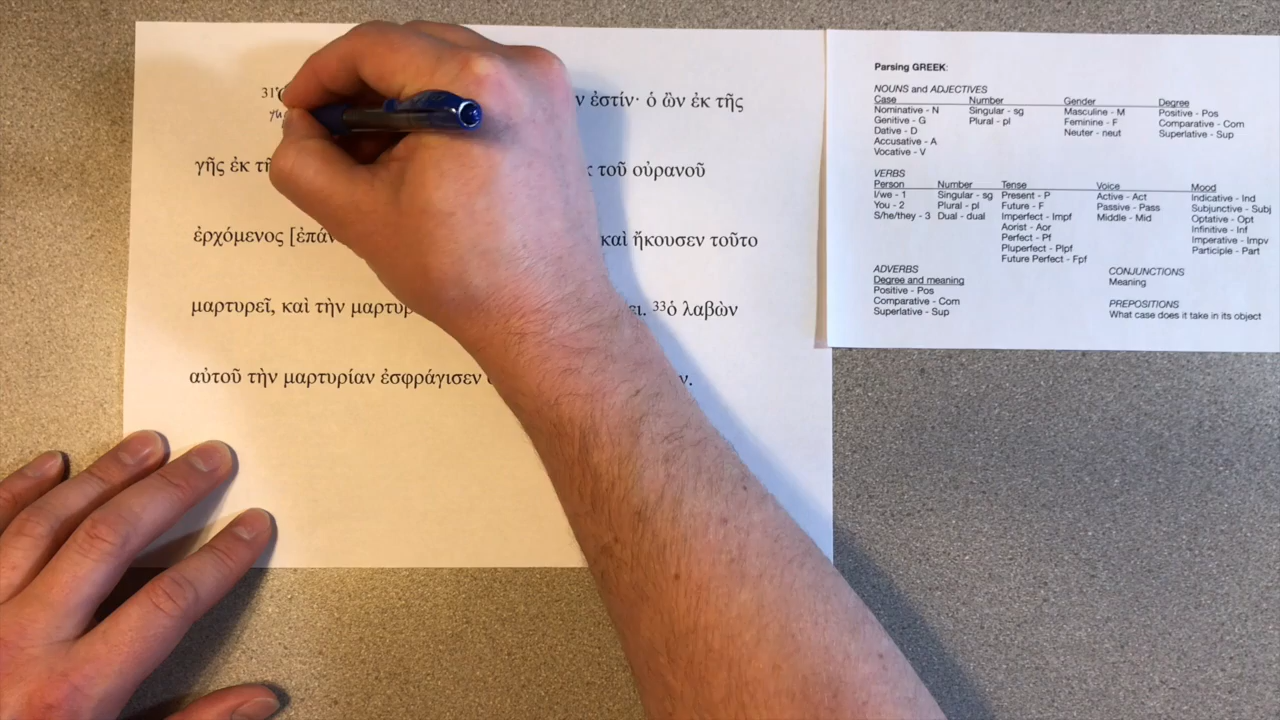 31
ν ἐστίν· ὁ ὢν ἐκ τῆς
γῆς ἐκ τῆ
τοῦ οὐρανοῦ
ἐρχόμενος [ἐπάν
καὶ ἤκουσεν τοῦτο
μαρτυρεῖ, καὶ τὴν μαρτυρ
ει. 33ὁ λαβὼν
αὐτοῦ τὴν μαρτυρίαν ἐσφράγισεν
ν.
Parsing GREEK:
NOUNS and ADJECTIVES
Case Number Gender Degree
Nominative - N Singular - sg Masculine - M Positive - Pos
Genitive - G Plural - pl Feminine - F Comparative - Com
Dative - D Neuter - neut Superlative - Sup
Accusative - A
Vocative - V
VERBS
Person Number Tense Voice Mood
I/we - 1 Singular - sg Present - P Active - Act Indicative - Ind
You - 2 Plural - pl Future - F Passive - Pass Subjunctive - Subj
S/he/they - 3 Dual - dual Imperfect - Impf Middle - Mid Optative - Opt
Aorist - Aor Infinitive - Inf
Perfect - Pf Imperative - Impv
Pluperfect - Plpf Participle - Part
Future Perfect - Fpf
ADVERBS CONJUNCTIONS
Degree and meaning Meaning
Positive - Pos
Comparative - Com PREPOSITIONS
Superlative - Sup What case does it take in its object